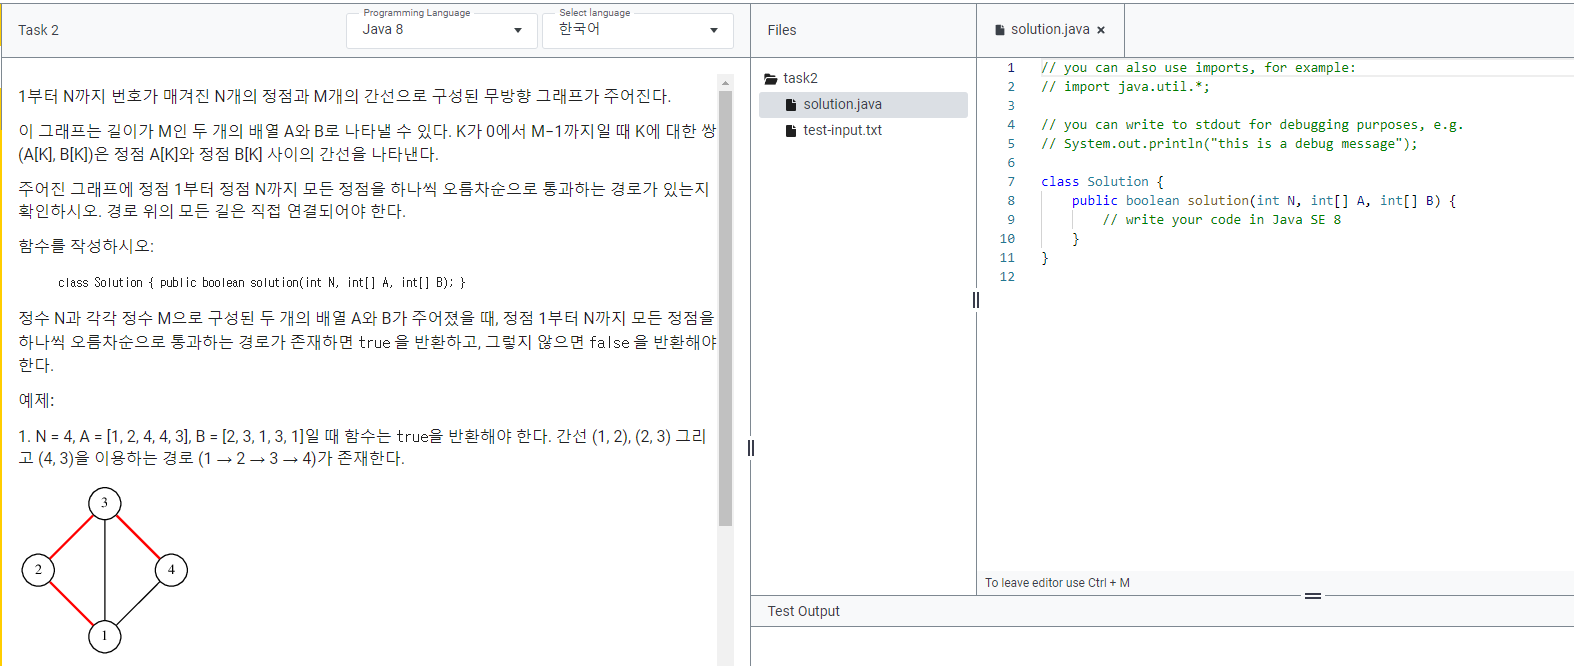 Task 2
Programming Language
Java 8
Select language
한국어
Files
solution.java ×
1부터 N까지 번호가 매겨진 N개의 정점과 M개의 간선으로 구성된 무방향 그래프가 주어진다.
이 그래프는 길이가 M인 두 개의 배열 A와 B로 나타낼 수 있다. K가 0에서 M-1까지일 때 K에 대한 쌍
(A[K], B[K])은 정점 A[K]와 정점 B[K] 사이의 간선을 나타낸다.
주어진 그래프에 정점 1부터 정점 N까지 모든 정점을 하나씩 오름차순으로 통과하는 경로가 있는지
확인하시오. 경로 위의 모든 길은 직접 연결되어야 한다.
함수를 작성하시오:
class Solution { public boolean solution(int N, int[] A, int[] B); }
정수 N과 각각 정수 M으로 구성된 두 개의 배열 A와 B가 주어졌을 때, 정점 1부터 N까지 모든 정점을
하나씩 오름차순으로 통과하는 경로가 존재하면 true 을 반환하고, 그렇지 않으면 false 을 반환해야
한다.
예제:
1. N = 4, A = [1, 2, 4, 4, 3], B = [2, 3, 1, 3, 1]일 때 함수는 true을 반환해야 한다. 간선 (1, 2), (2, 3) 그리
고 (4, 3)을 이용하는 경로 (1 → 2 → 3 → 4)가 존재한다.
3
2
4
1
task2
solution.java
test-input.txt
1 // you can also use imports, for example:
2 // import java.util.*;
3
4 // you can write to stdout for debugging purposes, e.g.
5 // System.out.println("this is a debug message");
6
7 class Solution {
8 public boolean solution(int N, int[] A, int[] B) {
9 // write your code in Java SE 8
10 }
11 }
12
To leave editor use Ctrl + M
Test Output